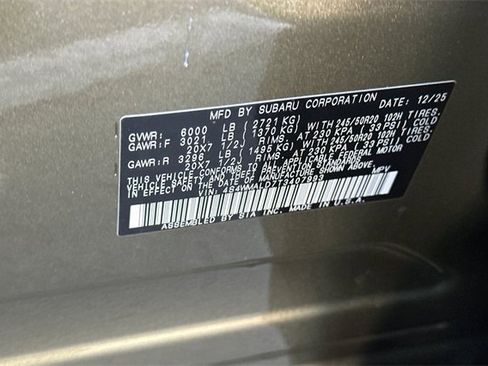 MFD BY SUBARU CORPORATION DATE: 12/25
GVWR: 6000 LB (2721 KG)
GAWR:F 3021 LB (1370 KG) WITH 245/50R20 102H TIRES,
20X7 1/2J RIMS, AT 230 KPA (33 PSI) COLD
GAWR:R 3296 LB (1495 KG) WITH 245/50R20 102H TIRES,
20X7 1/2J RIMS, AT 230 KPA (33 PSI) COLD
THIS VEHICLE CONFORMS TO ALL APPLICABLE FEDERAL MOTOR
VEHICLE SAFETY AND THEFT PREVENTION STANDARDS
IN EFFECT ON THE DATE OF MANUFACTURE SHOWN ABOVE.
VIN: 4S4WMALD7T3407393 MPV
ASSEMBLED BY SIA, INC. MADE IN U.S.A.